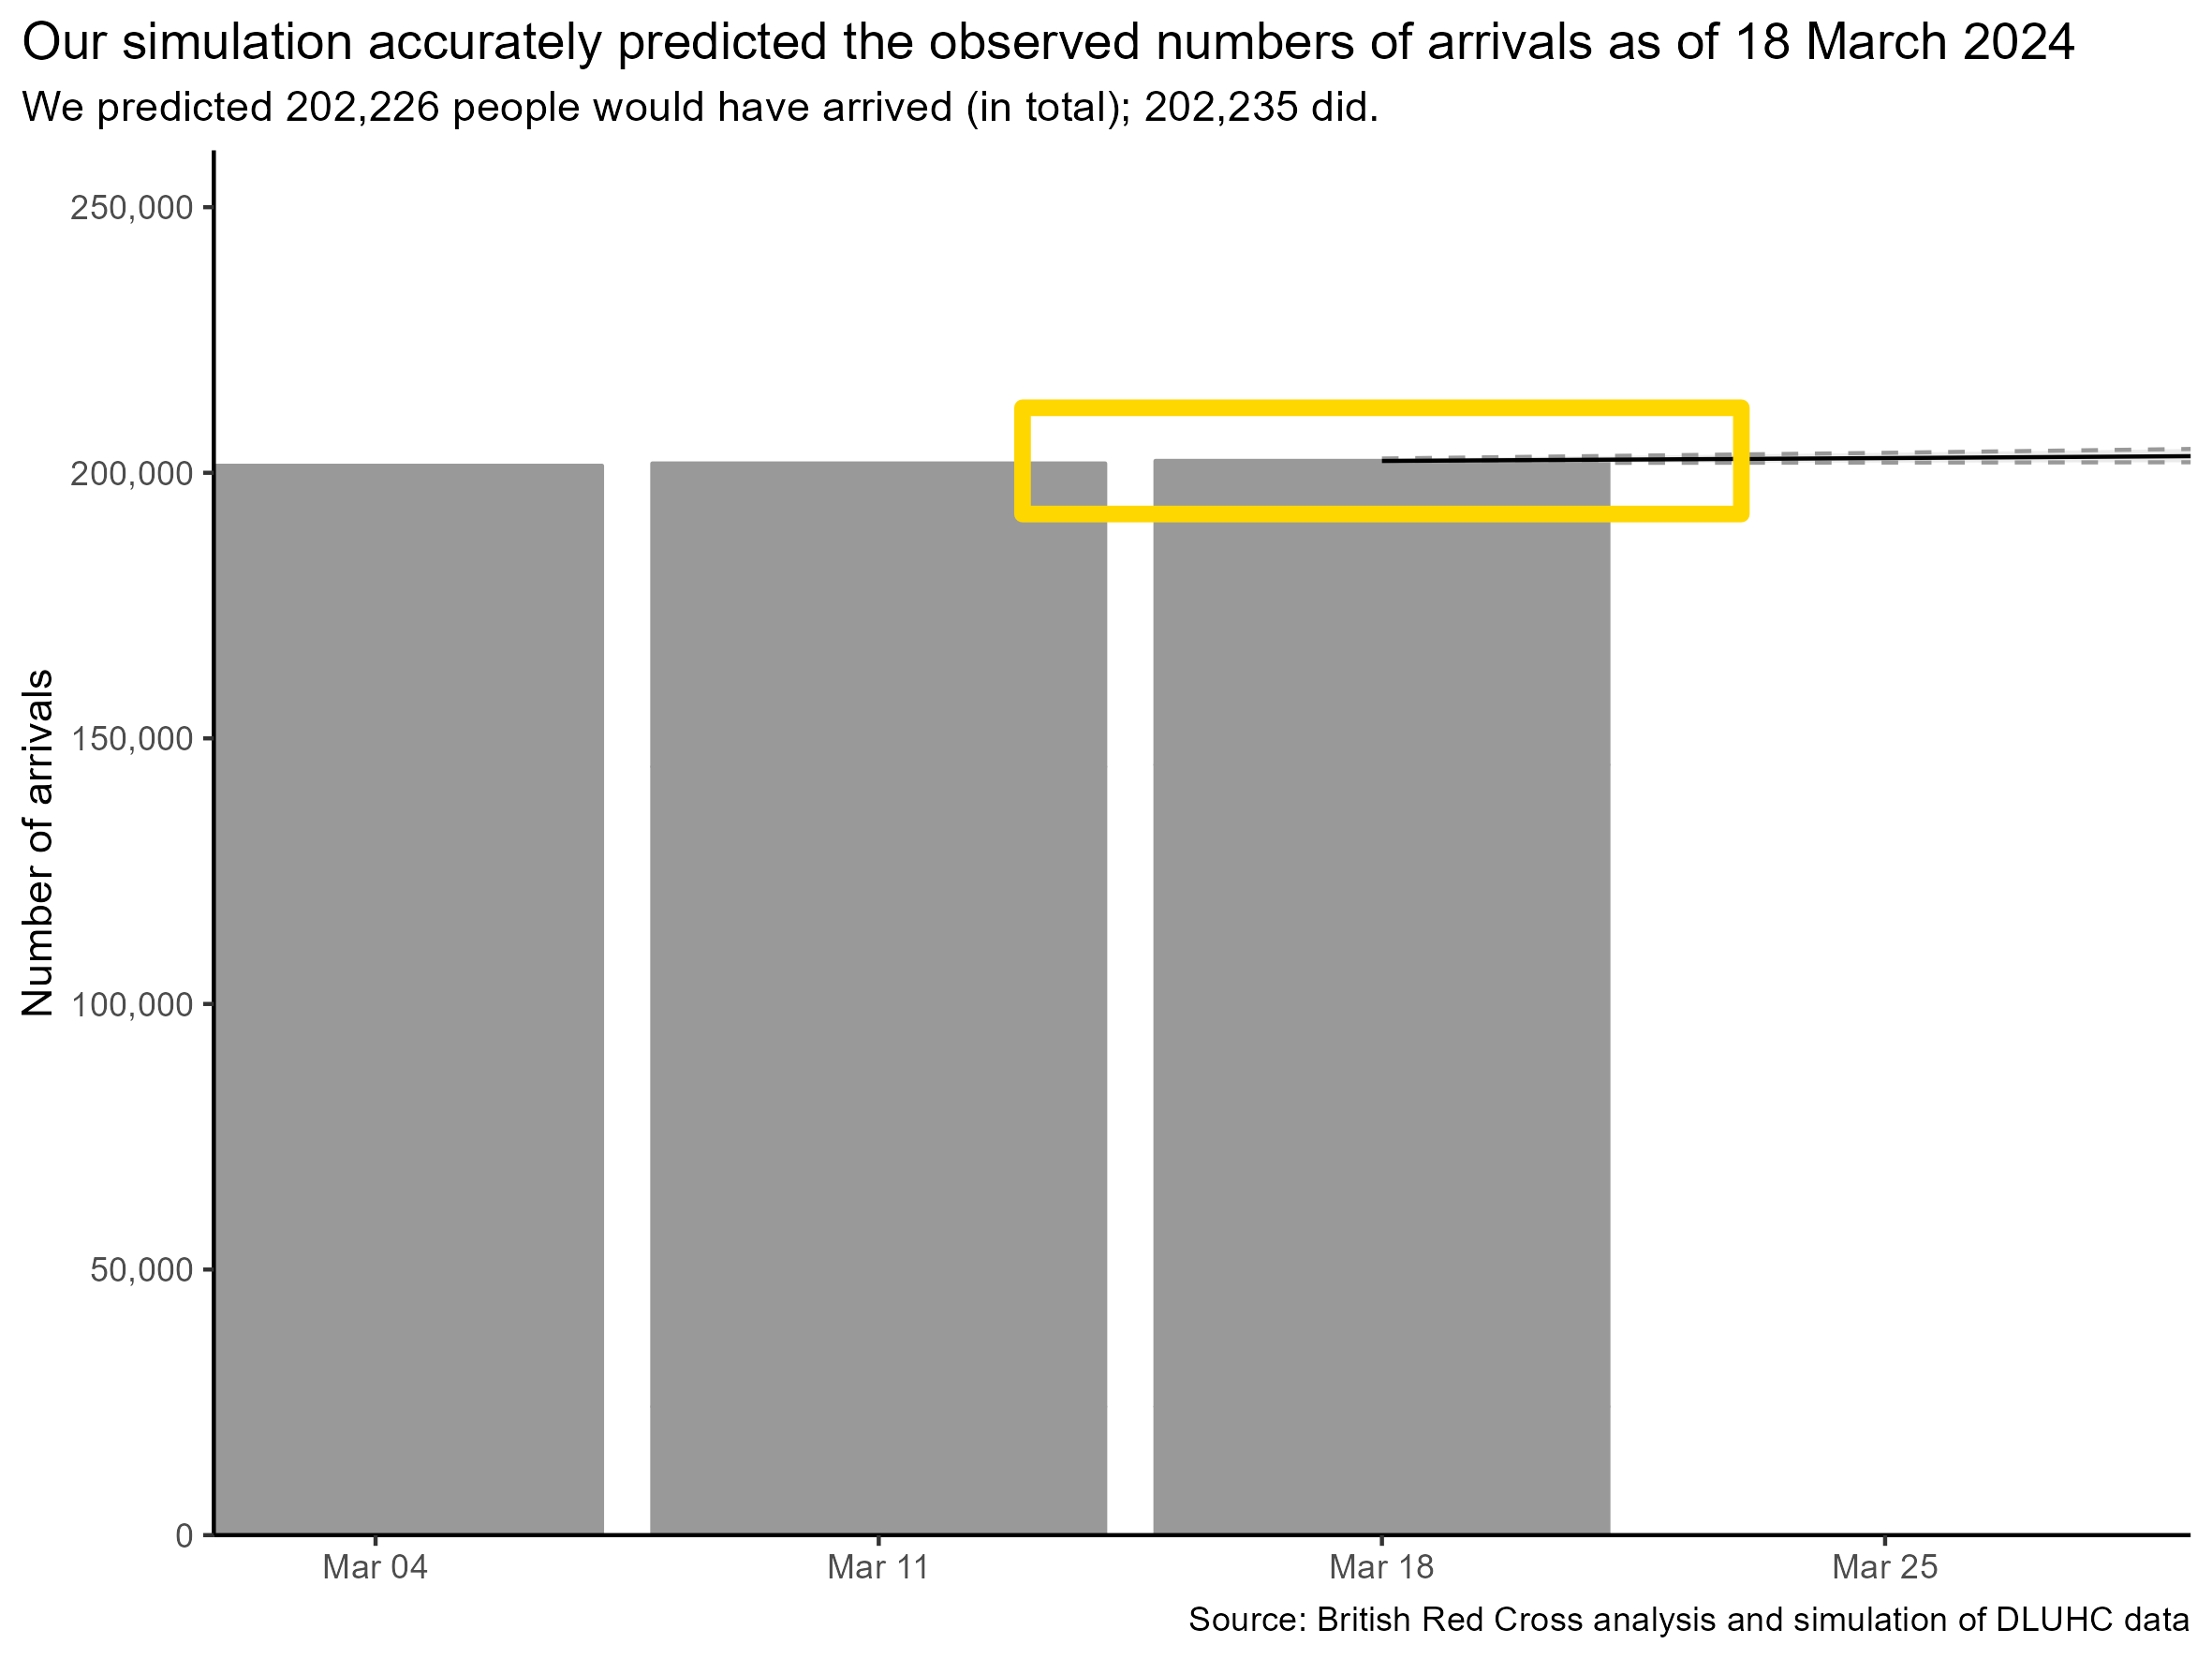 Our simulation accurately predicted the observed numbers of arrivals as of 18 March 2024
We predicted 202,226 people would have arrived (in total); 202,235 did.
250,000
200,000
150,000
100,000
50,000
0
Number of arrivals
Mar 04
Mar 11
Mar 18
Mar 25
Source: British Red Cross analysis and simulation of DLUHC data